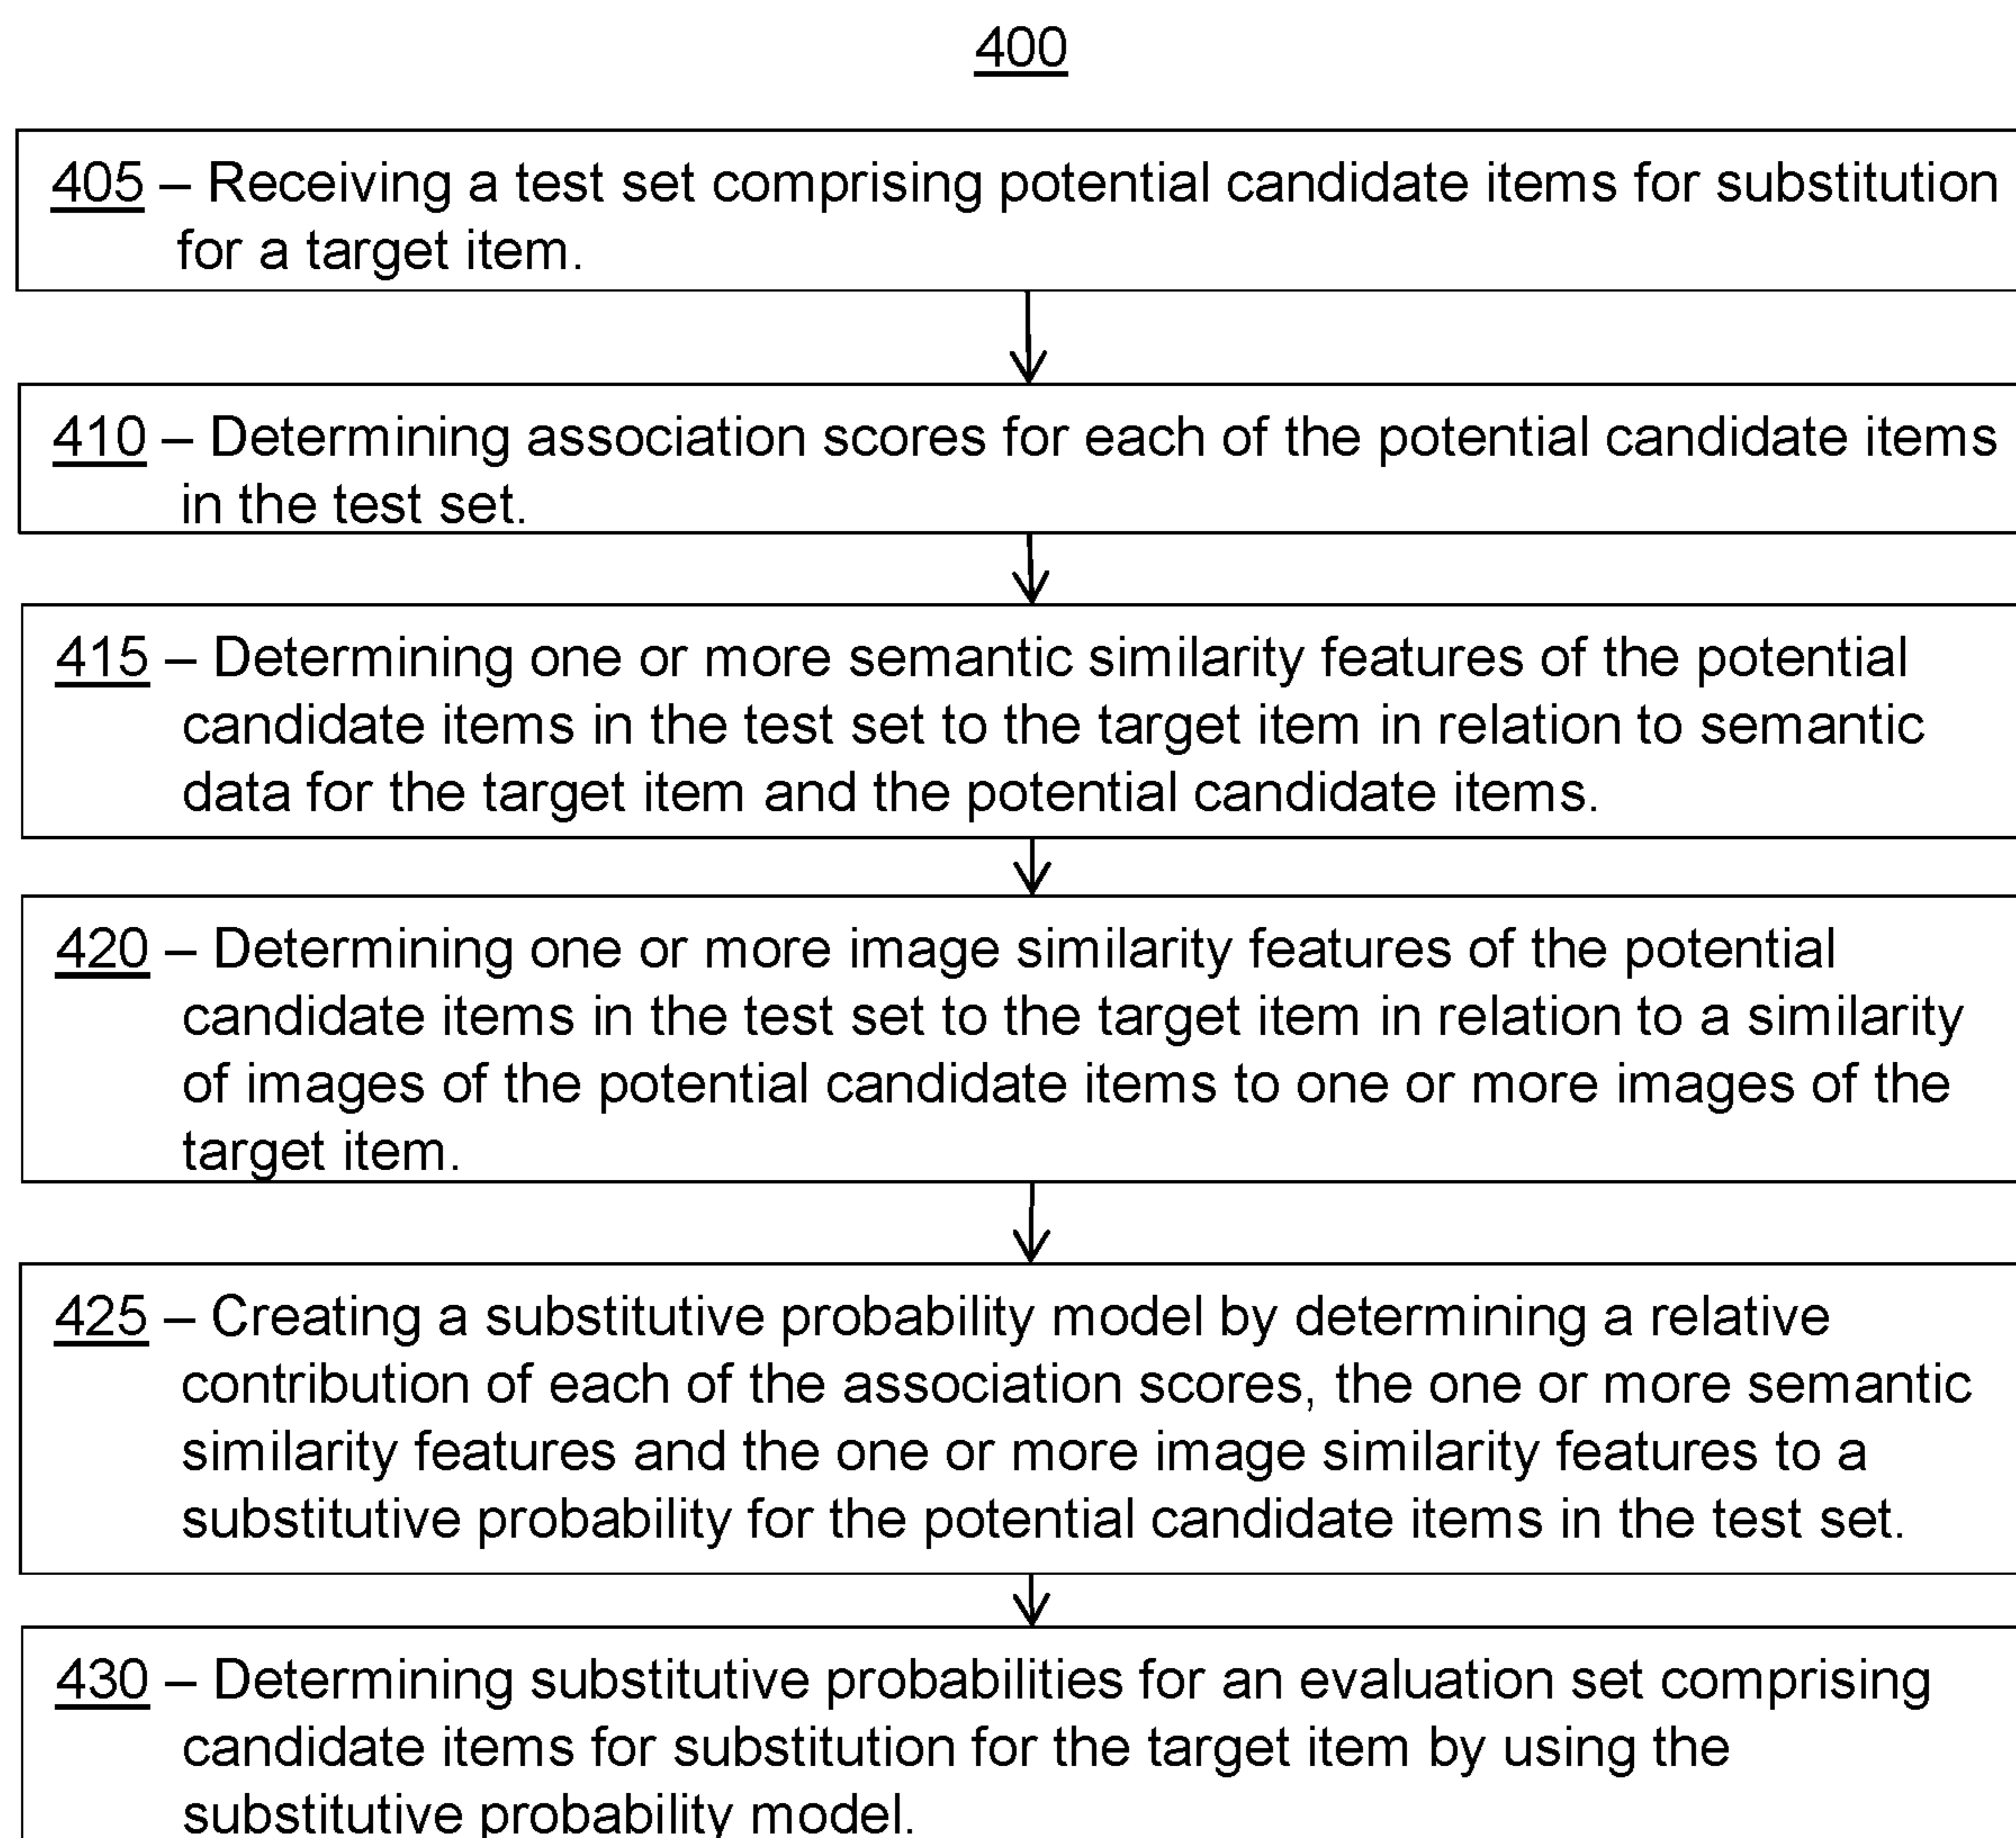 400
405 – Receiving a test set comprising potential candidate items for substitution
for a target item.
410 – Determining association scores for each of the potential candidate items
in the test set.
415 – Determining one or more semantic similarity features of the potential
candidate items in the test set to the target item in relation to semantic
data for the target item and the potential candidate items.
420 – Determining one or more image similarity features of the potential
candidate items in the test set to the target item in relation to a similarity
of images of the potential candidate items to one or more images of the
target item.
425 – Creating a substitutive probability model by determining a relative
contribution of each of the association scores, the one or more semantic
similarity features and the one or more image similarity features to a
substitutive probability for the potential candidate items in the test set.
430 – Determining substitutive probabilities for an evaluation set comprising
candidate items for substitution for the target item by using the
substitutive probability model.